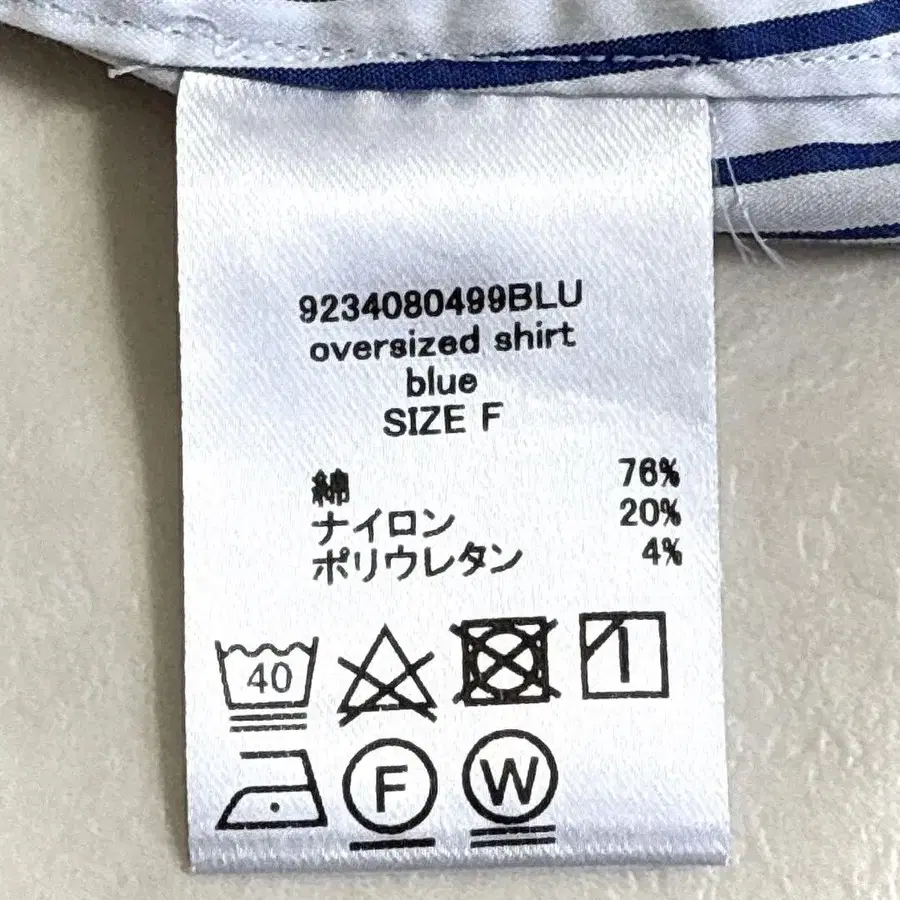 9234080499BLU
oversized shirt
blue
SIZE F
綿 76%
ナイロン 20%
ポリウレタン 4%
40
F W